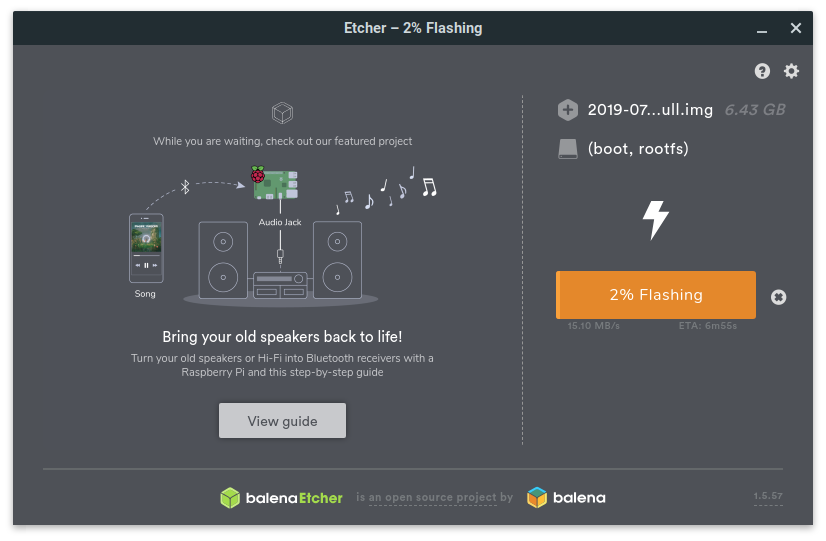 Etcher – 2% Flashing
While you are waiting, check out our featured project
Audio Jack
Song
Bring your old speakers back to life!
Turn your old speakers or Hi-Fi into Bluetooth receivers with a
Raspberry Pi and this step-by-step guide
View guide
2019-07...ull.img 6.43 GB
(boot, rootfs)
2% Flashing
15.10 MB/s ETA: 6m55s
balenaEtcher is an open source project by balena 1.5.57